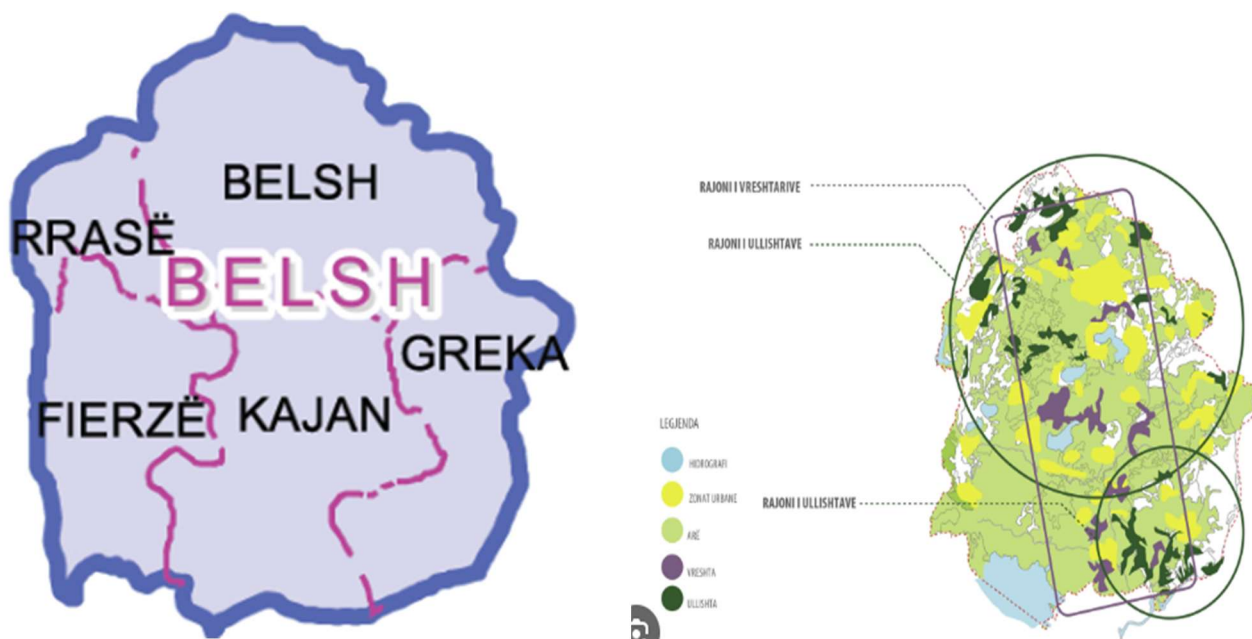 BELSH
RRASË
BELSH
GREKA
FIERZË
KAJAN
RAJONI I VRESHTARIVE
RAJONI I ULLISHTAVE
LEGJENDA
HIDROGRAFI
ZONAT URBANE
RAJONI I ULLISHTAVE
ARË
VRESHTA
ULLISHTA